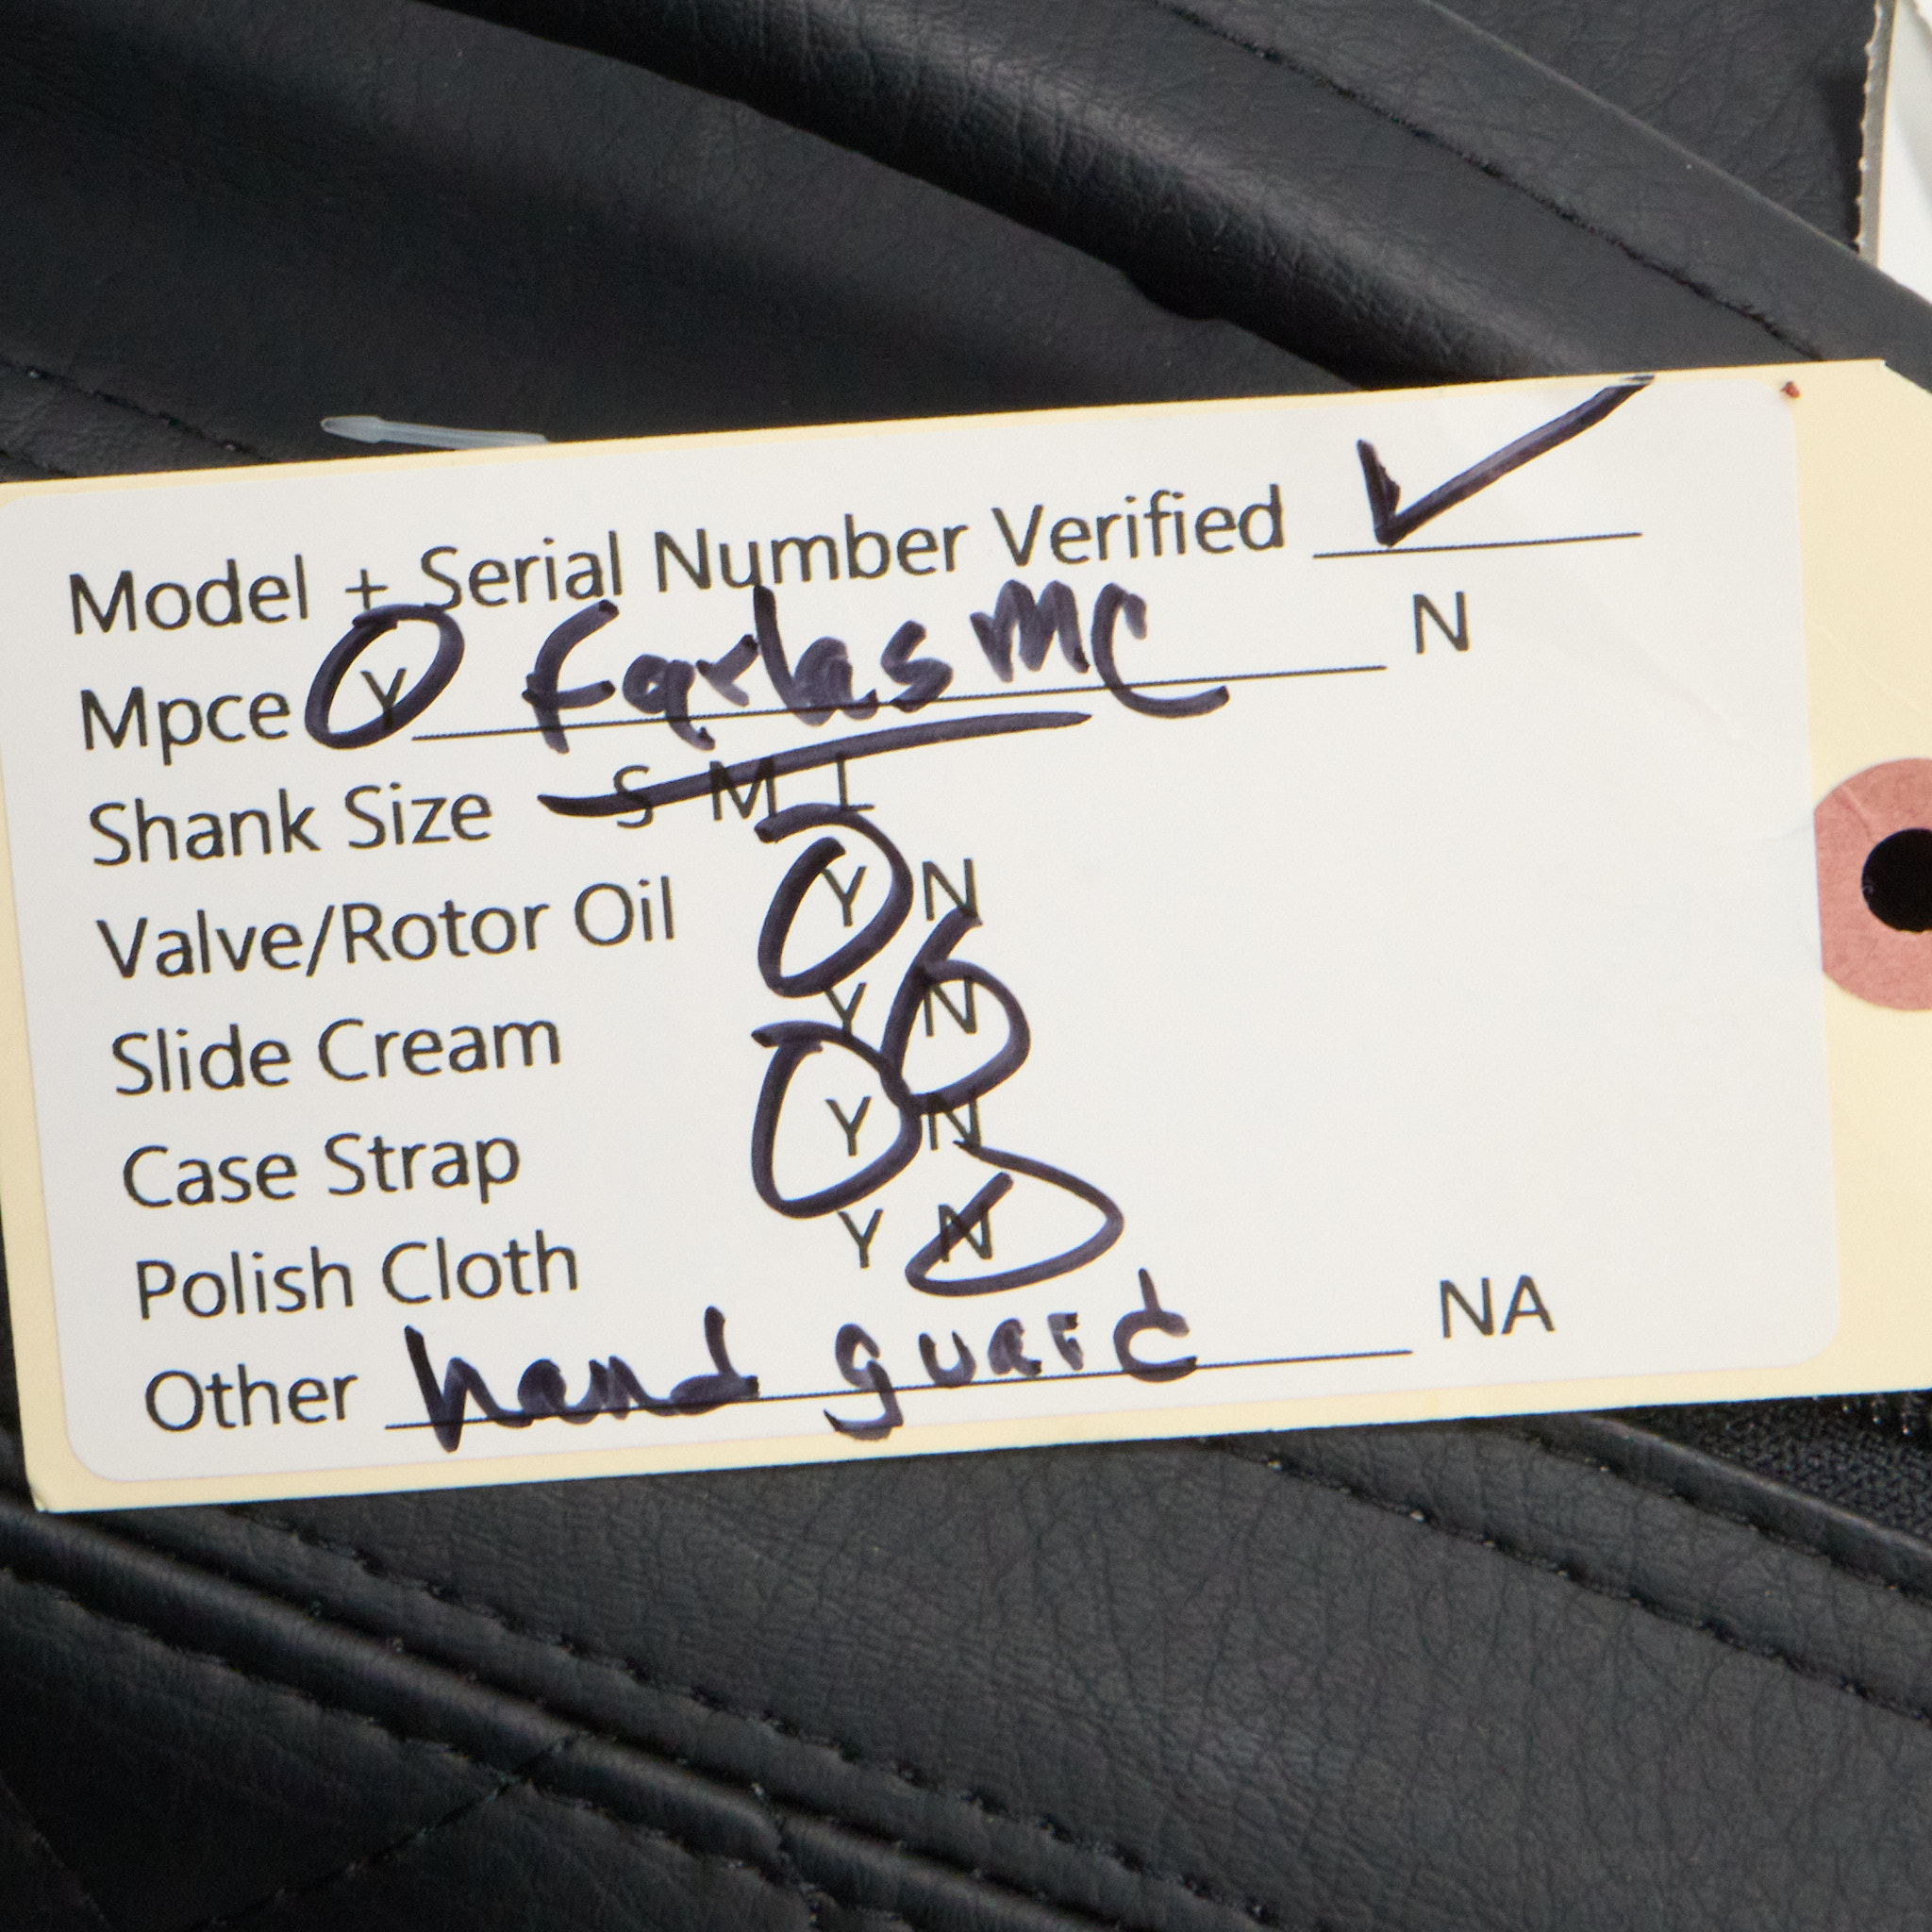 Model + Serial Number Verified ✓
Mpce Y Farkas MC N
Shank Size S M L
Valve/Rotor Oil Y N
Slide Cream Y N
Case Strap Y N
Polish Cloth Y N
Other hand guard NA